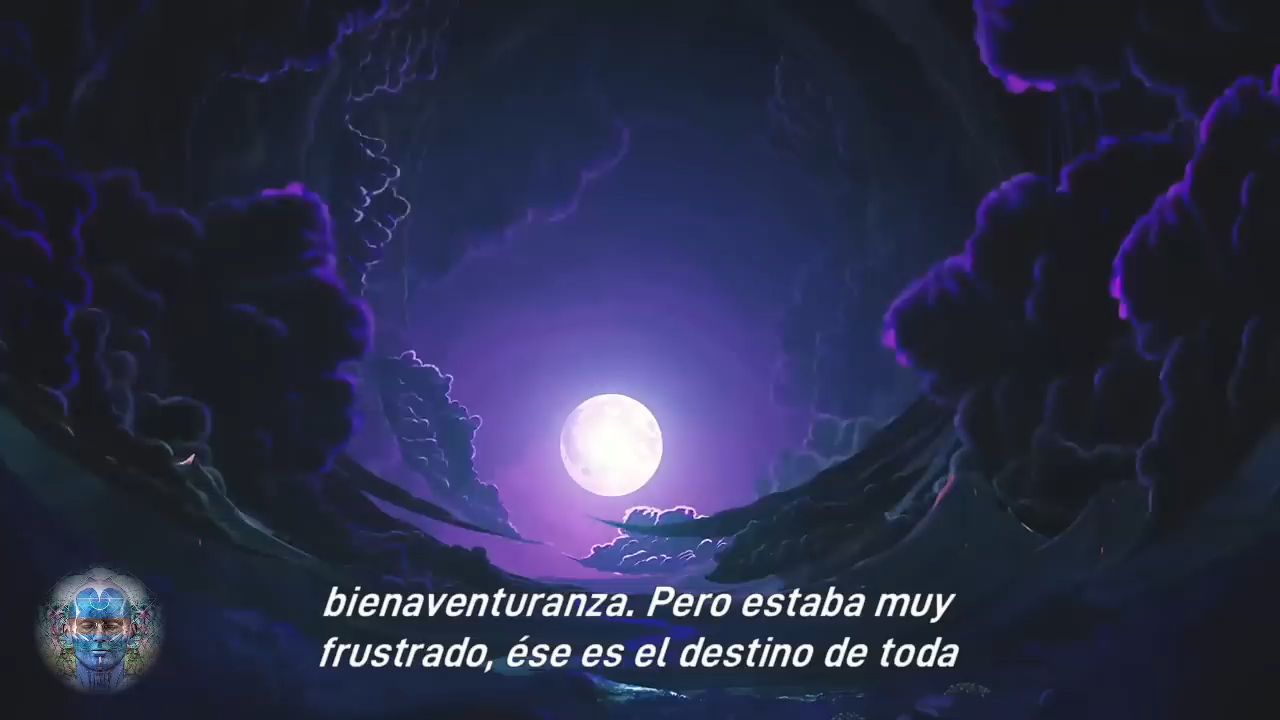 bienaventuranza. Pero estaba muy
frustrado, ése es el destino de toda